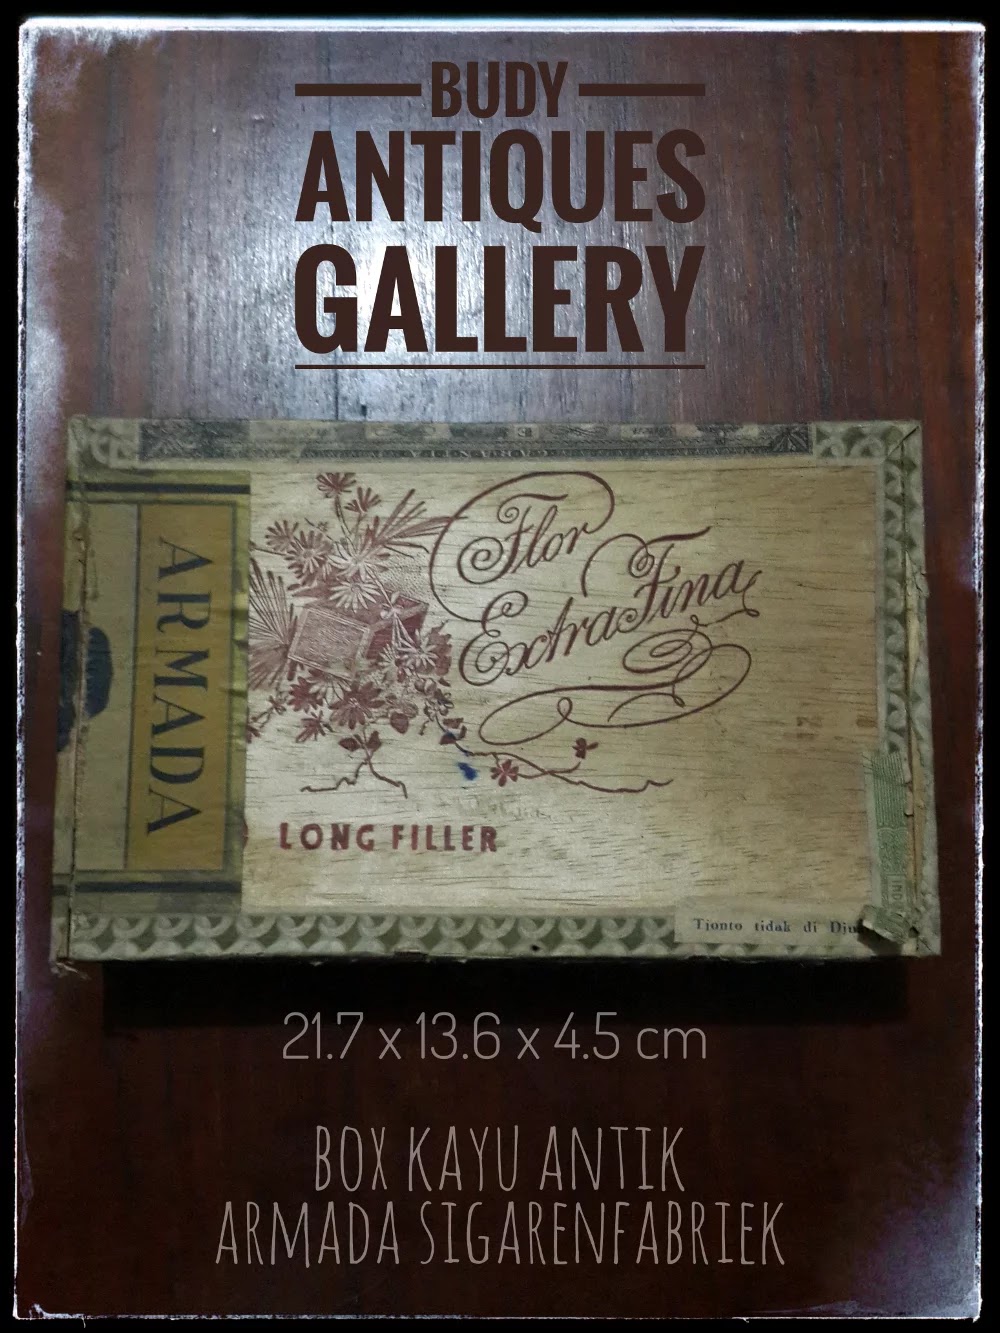 BUDY
ANTIQUES
GALLERY
Flor
Extra Fina
ARMADA
LONG FILLER
Tjonto tidak di
21.7 x 13.6 x 4.5 cm
BOX KAYU ANTIK
ARMADA SIGARENFABRIEK